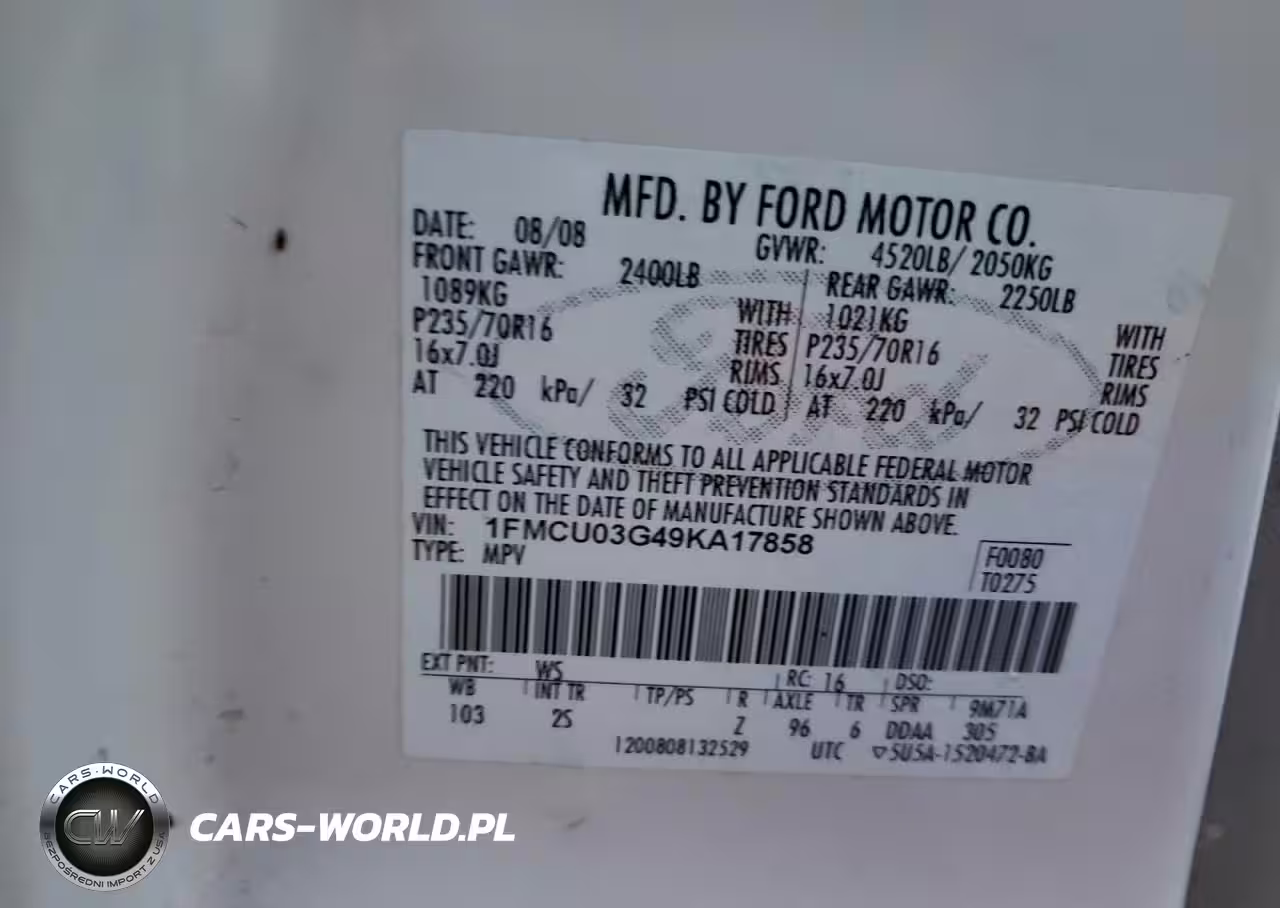 MFD. BY FORD MOTOR CO.
DATE: 08/08 GVWR: 4520LB/ 2050KG
FRONT GAWR: 2400LB REAR GAWR: 2250LB
1089KG WITH 1021KG WITH
P235/70R16 TIRES P235/70R16 TIRES
16x7.0J RIMS 16x7.0J RIMS
AT 220 kPa/ 32 PSI COLD AT 220 kPa/ 32 PSI COLD
Ford
THIS VEHICLE CONFORMS TO ALL APPLICABLE FEDERAL MOTOR
VEHICLE SAFETY AND THEFT PREVENTION STANDARDS IN
EFFECT ON THE DATE OF MANUFACTURE SHOWN ABOVE.
VIN: 1FMCU03G49KA17858
TYPE: MPV
F0080
T0275
EXT PNT: WS RC: 16 DSO:
WB INT TR TP/PS R AXLE TR SPR 9M71A
103 2S Z 96 6 DDAA 305
1200808132529 UTC ▽5U5A-1520472-BA
CARS-WORLD
CW
BEZPOŚREDNI IMPORT Z USA
CARS-WORLD.PL